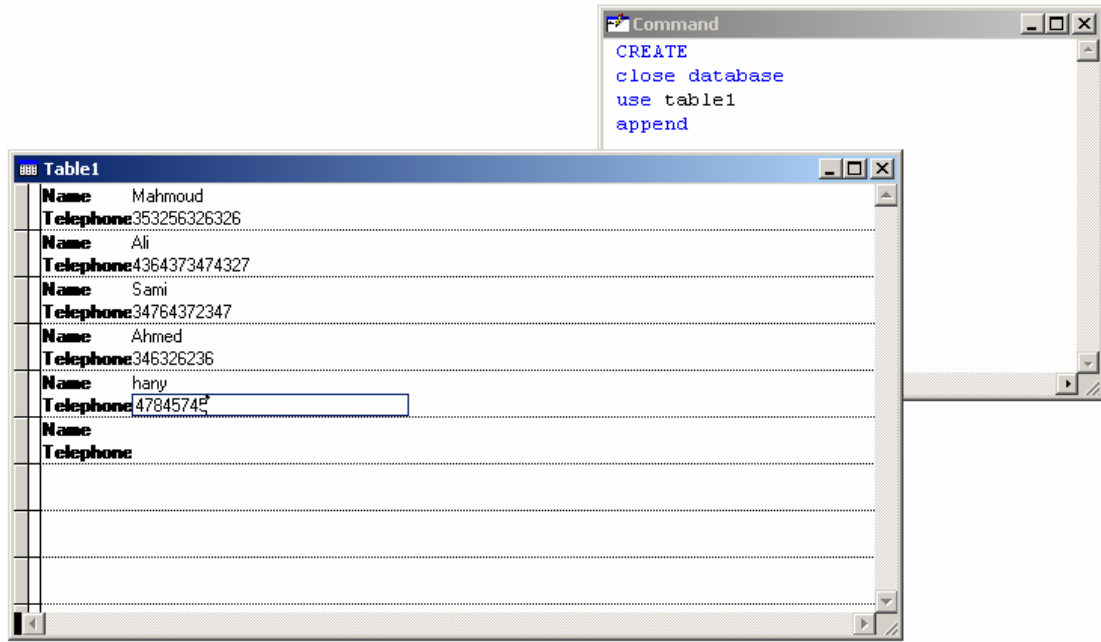 Command
CREATE
close database
use table1
append
Table1
Name Mahmoud
Telephone 353256326326
Name Ali
Telephone 4364373474327
Name Sami
Telephone 34764372347
Name Ahmed
Telephone 346326236
Name hany
Telephone 47845745
Name
Telephone